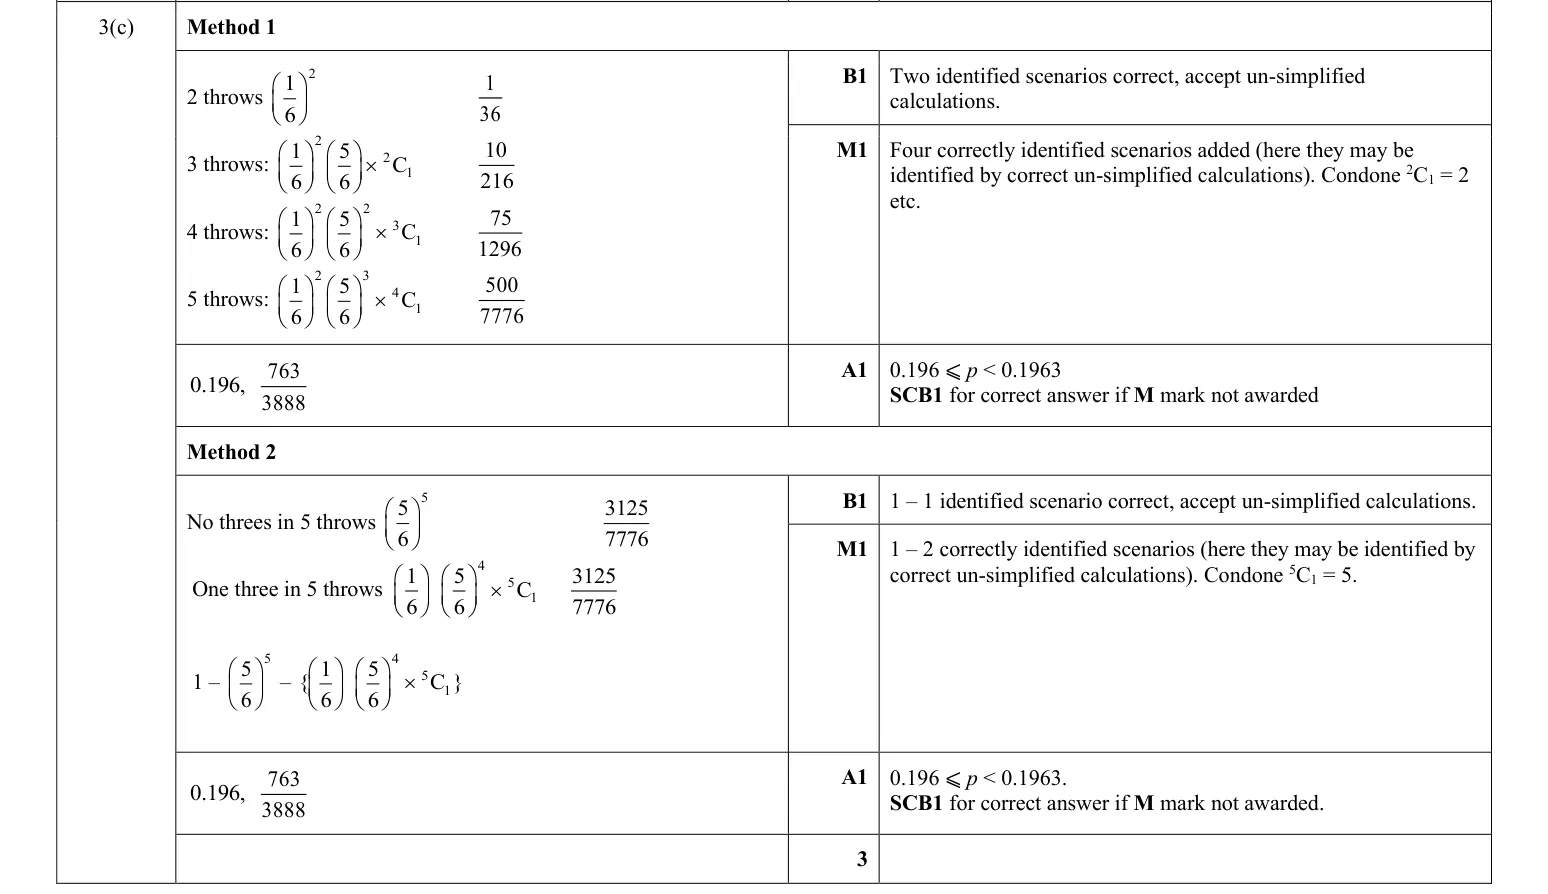 3(c) Method 1
2 throws (1/6)² 1/36
B1 Two identified scenarios correct, accept un-simplified
calculations.
3 throws: (1/6)²(5/6) × ²C₁ 10/216
4 throws: (1/6)²(5/6)² × ³C₁ 75/1296
5 throws: (1/6)²(5/6)³ × ⁴C₁ 500/7776
M1 Four correctly identified scenarios added (here they may be
identified by correct un-simplified calculations). Condone ²C₁ = 2
etc.
0.196, 763/3888
A1 0.196 ⩽ p < 0.1963
SCB1 for correct answer if M mark not awarded
Method 2
No threes in 5 throws (5/6)⁵ 3125/7776
B1 1 – 1 identified scenario correct, accept un-simplified calculations.
One three in 5 throws (1/6) (5/6)⁴ × ⁵C₁ 3125/7776
1 – (5/6)⁵ – {(1/6) (5/6)⁴ × ⁵C₁}
M1 1 – 2 correctly identified scenarios (here they may be identified by
correct un-simplified calculations). Condone ⁵C₁ = 5.
0.196, 763/3888
A1 0.196 ⩽ p < 0.1963.
SCB1 for correct answer if M mark not awarded.
3